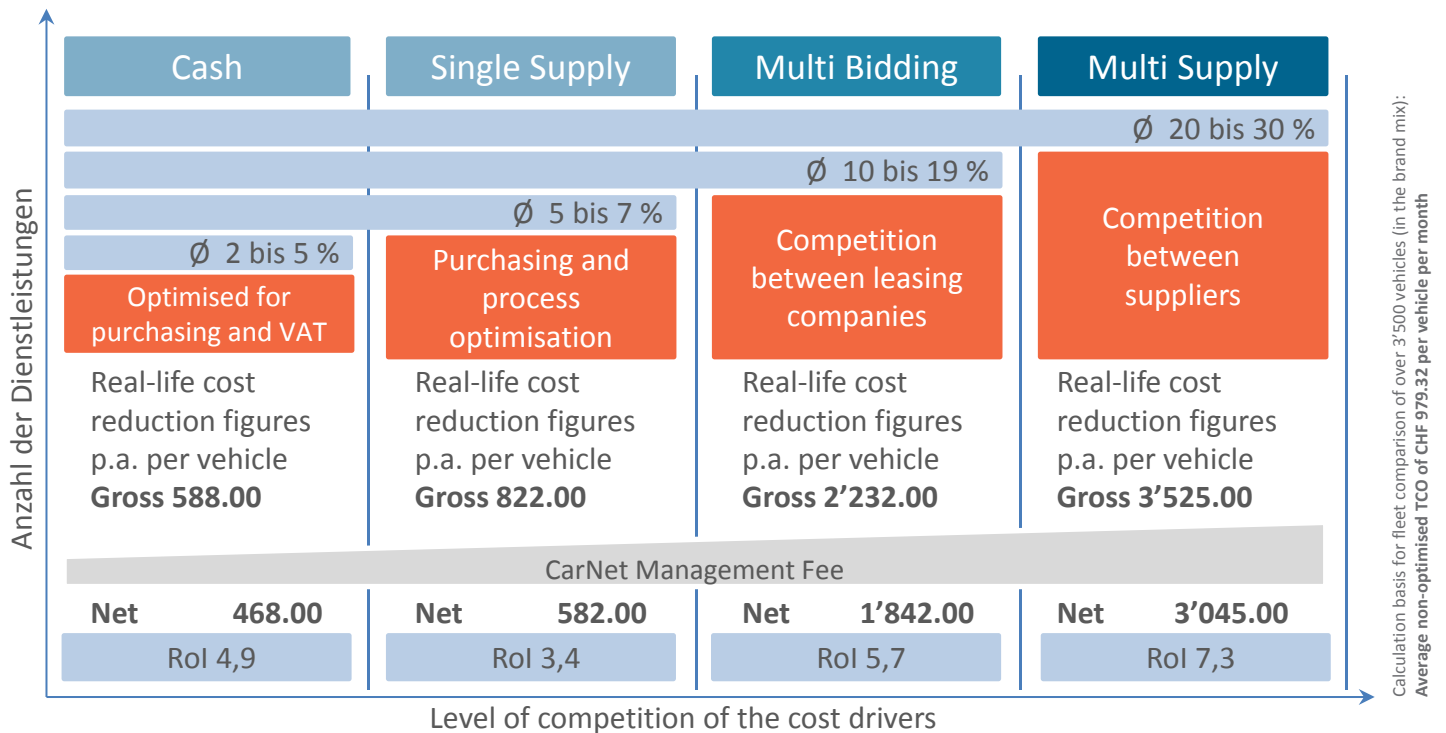 Anzahl der Dienstleistungen
Cash
Single Supply
Multi Bidding
Multi Supply
Ø 20 bis 30 %
Ø 10 bis 19 %
Ø 5 bis 7 %
Ø 2 bis 5 %
Optimised for
purchasing and VAT
Purchasing and
process
optimisation
Competition
between leasing
companies
Competition
between
suppliers
Real-life cost
reduction figures
p.a. per vehicle
Gross 588.00
Real-life cost
reduction figures
p.a. per vehicle
Gross 822.00
Real-life cost
reduction figures
p.a. per vehicle
Gross 2’232.00
Real-life cost
reduction figures
p.a. per vehicle
Gross 3’525.00
CarNet Management Fee
Net 468.00
Net 582.00
Net 1’842.00
Net 3’045.00
RoI 4,9
RoI 3,4
RoI 5,7
RoI 7,3
Level of competition of the cost drivers
Calculation basis for fleet comparison of over 3’500 vehicles (in the brand mix):
Average non-optimised TCO of CHF 979.32 per vehicle per month